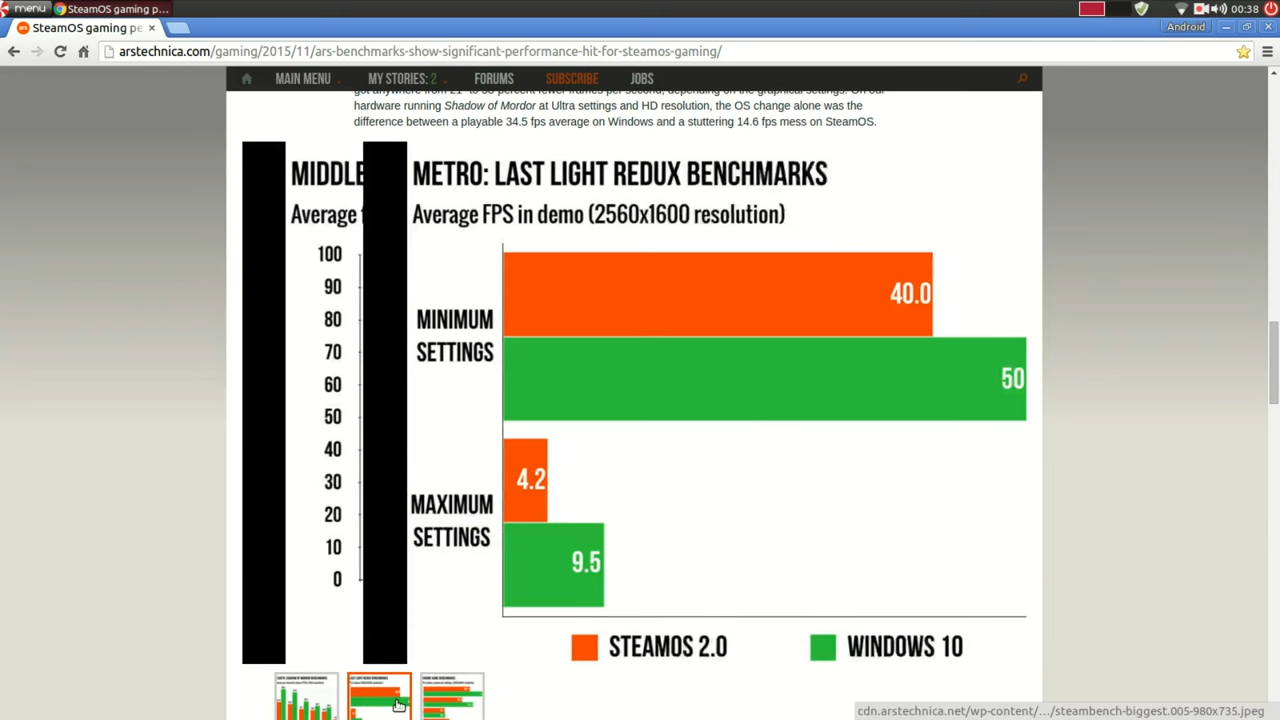 menu
SteamOS gaming p...
00:38
SteamOS gaming pe
Android
arstechnica.com/gaming/2015/11/ars-benchmarks-show-significant-performance-hit-for-steamos-gaming/
MAIN MENU
MY STORIES: 2
FORUMS
SUBSCRIBE
JOBS
hardware running Shadow of Mordor at Ultra settings and HD resolution, the OS change alone was the
difference between a playable 34.5 fps average on Windows and a stuttering 14.6 fps mess on SteamOS.
MIDDLE
METRO: LAST LIGHT REDUX BENCHMARKS
Average
Average FPS in demo (2560x1600 resolution)
100
90
80
70
60
50
40
30
20
10
0
MINIMUM
SETTINGS
40.0
50
MAXIMUM
SETTINGS
4.2
9.5
STEAMOS 2.0
WINDOWS 10
cdn.arstechnica.net/wp-content/.../steambench-biggest.005-980x735.jpeg